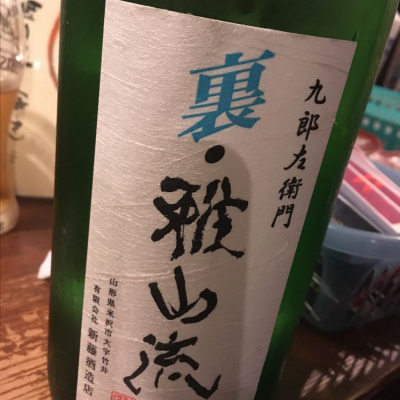 九郎左衛門
裏・雅山流
山形県米沢市大字竹井
有限会社 新藤酒造店